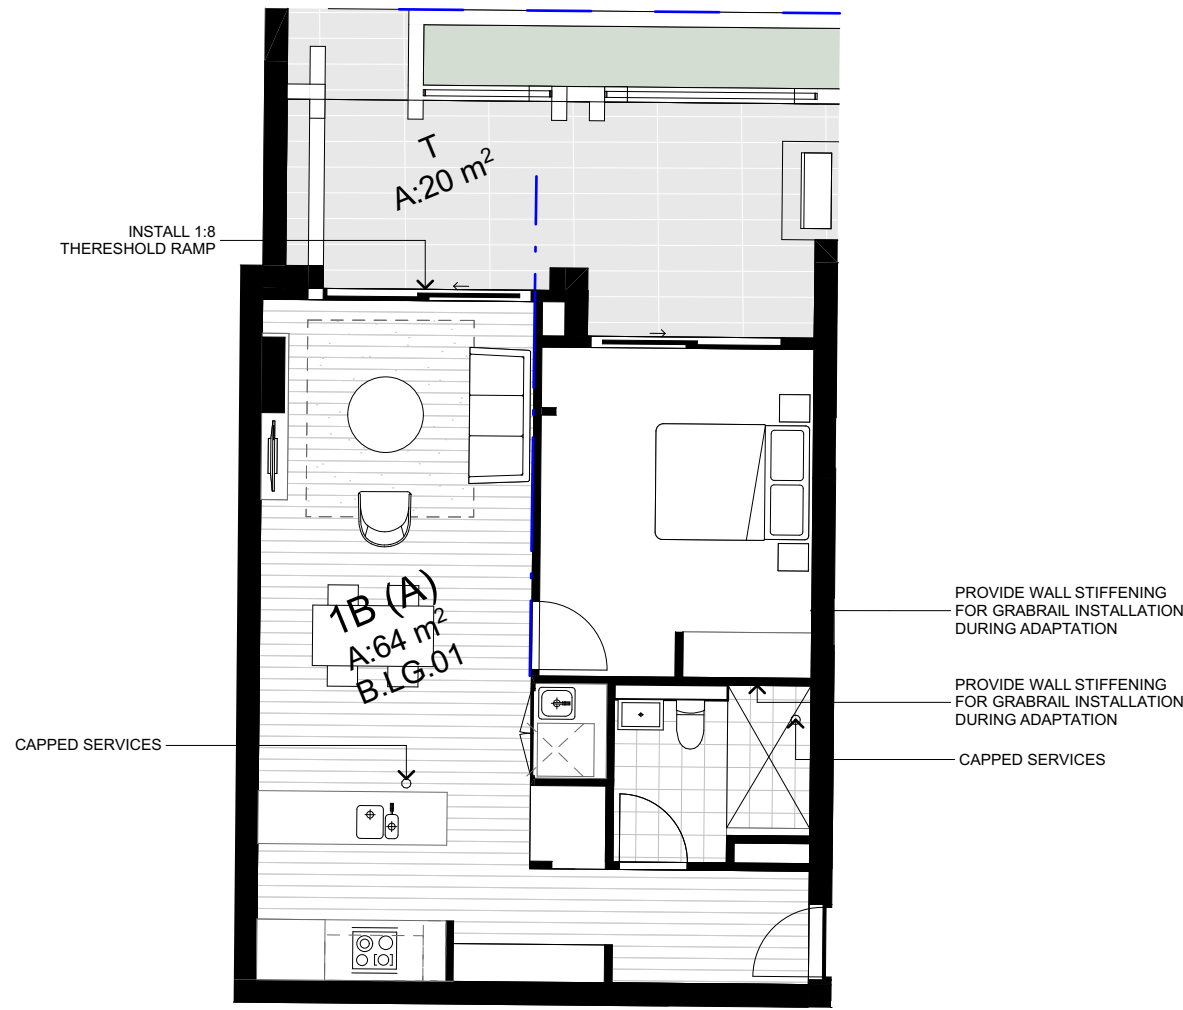 T
A:20 m²
INSTALL 1:8
THERESHOLD RAMP
1B (A)
A:64 m²
B.LG.01
PROVIDE WALL STIFFENING
FOR GRABRAIL INSTALLATION
DURING ADAPTATION
PROVIDE WALL STIFFENING
FOR GRABRAIL INSTALLATION
DURING ADAPTATION
CAPPED SERVICES
CAPPED SERVICES